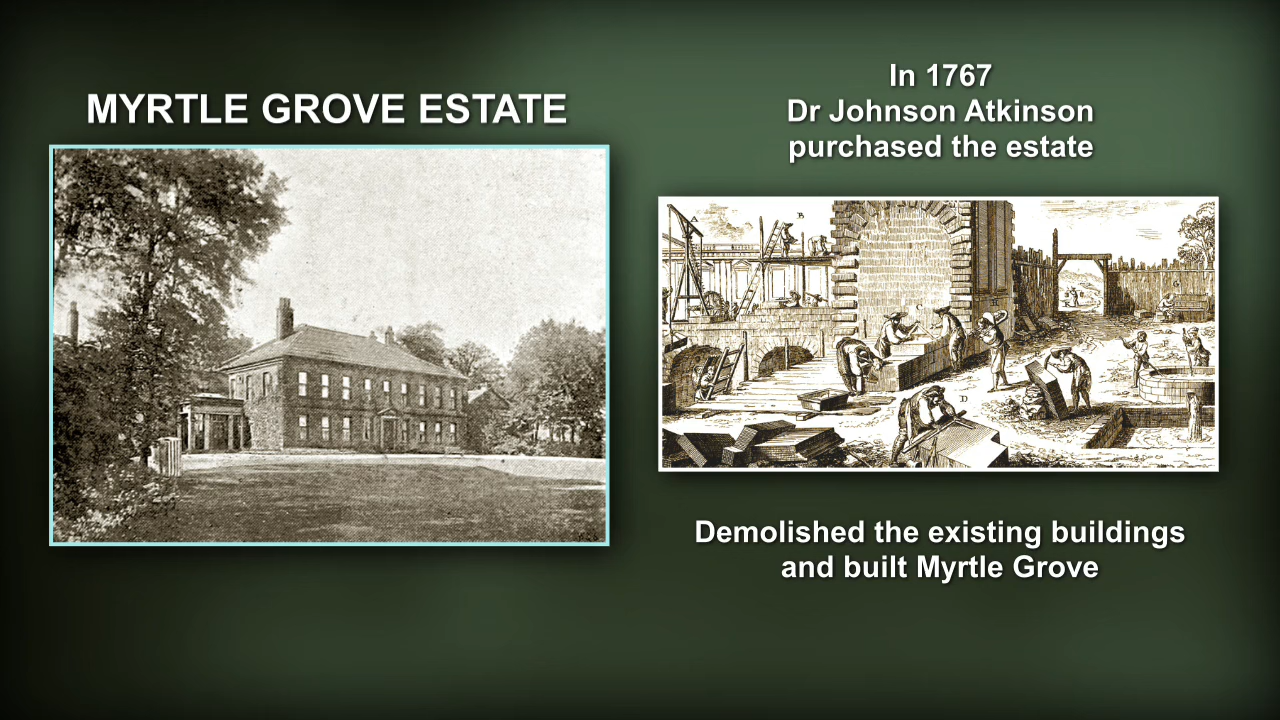 MYRTLE GROVE ESTATE
In 1767
Dr Johnson Atkinson
purchased the estate
A
B
D
Demolished the existing buildings
and built Myrtle Grove